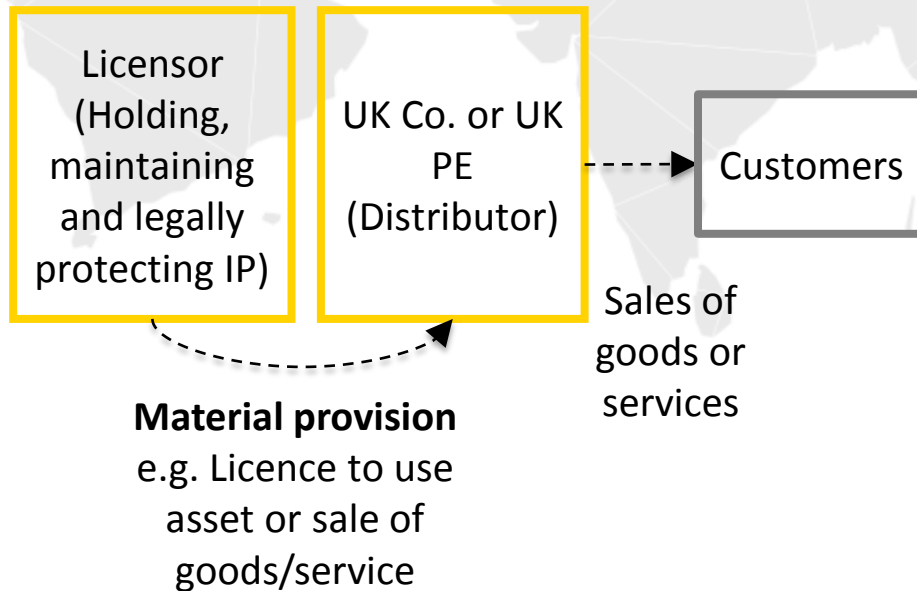 Licensor
(Holding,
maintaining
and legally
protecting IP)
UK Co. or UK
PE
(Distributor)
Customers
Sales of
goods or
services
Material provision
e.g. Licence to use
asset or sale of
goods/service